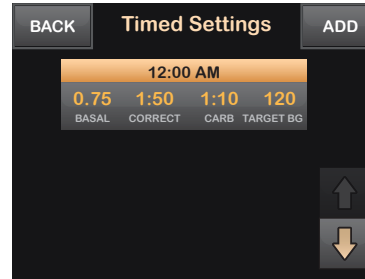 BACK Timed Settings ADD
12:00 AM
0.75 1:50 1:10 120
BASAL CORRECT CARB TARGET BG